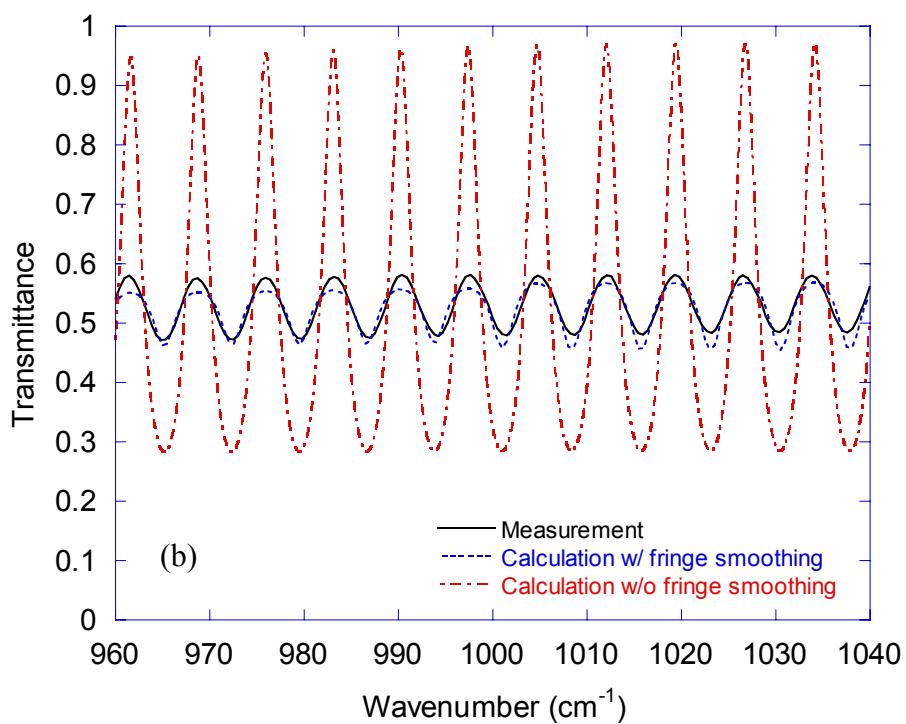 1
0.9
0.8
0.7
0.6
0.5
0.4
0.3
0.2
0.1
0
Transmittance
Measurement
(b)
Calculation w/ fringe smoothing
Calculation w/o fringe smoothing
960 970 980 990 1000 1010 1020 1030 1040
Wavenumber (cm⁻¹)